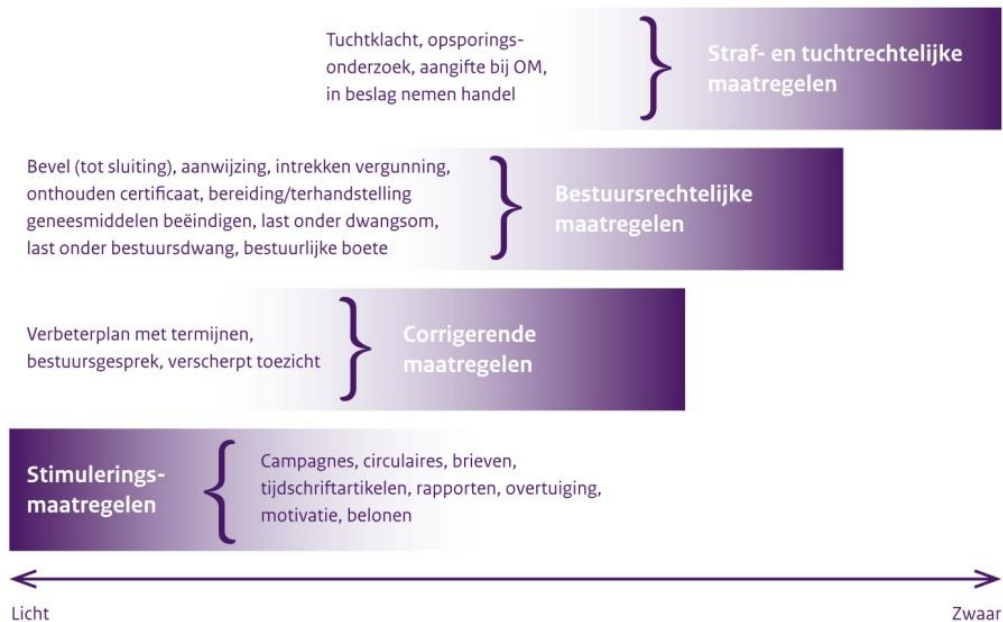 Tuchtklacht, opsporings-
onderzoek, aangifte bij OM,
in beslag nemen handel
Straf- en tuchtrechtelijke
maatregelen
Bevel (tot sluiting), aanwijzing, intrekken vergunning,
onthouden certificaat, bereiding/terhandstelling
geneesmiddelen beëindigen, last onder dwangsom,
last onder bestuursdwang, bestuurlijke boete
Bestuursrechtelijke
maatregelen
Verbeterplan met termijnen,
bestuursgesprek, verscherpt toezicht
Corrigerende
maatregelen
Stimulerings-
maatregelen
Campagnes, circulaires, brieven,
tijdschriftartikelen, rapporten, overtuiging,
motivatie, belonen
Licht
Zwaar